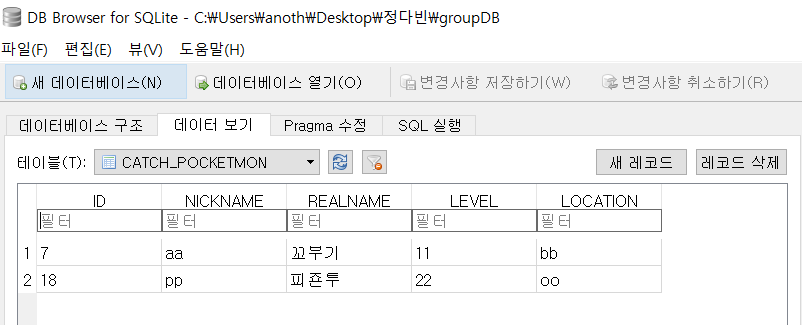 DB Browser for SQLite - C:₩Users₩anoth₩Desktop₩정다빈₩groupDB
파일(F) 편집(E) 뷰(V) 도움말(H)
새 데이터베이스(N) 데이터베이스 열기(O) 변경사항 저장하기(W) 변경사항 취소하기(R)
데이터베이스 구조 데이터 보기 Pragma 수정 SQL 실행
테이블(T): CATCH_POCKETMON 새 레코드 레코드 삭제
ID NICKNAME REALNAME LEVEL LOCATION
필터 필터 필터 필터 필터
1 7 aa 꼬부기 11 bb
2 18 pp 피죤투 22 oo